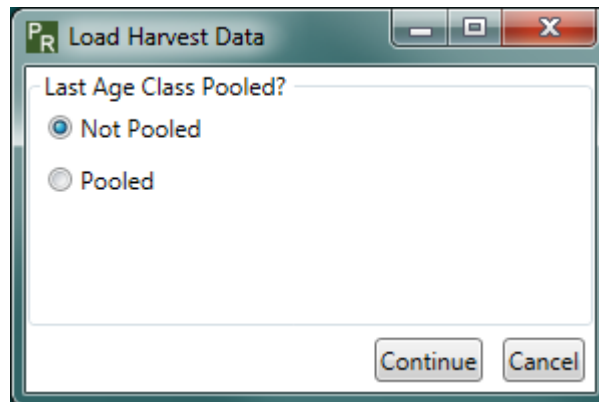 PR Load Harvest Data
Last Age Class Pooled?
Not Pooled
Pooled
Continue Cancel